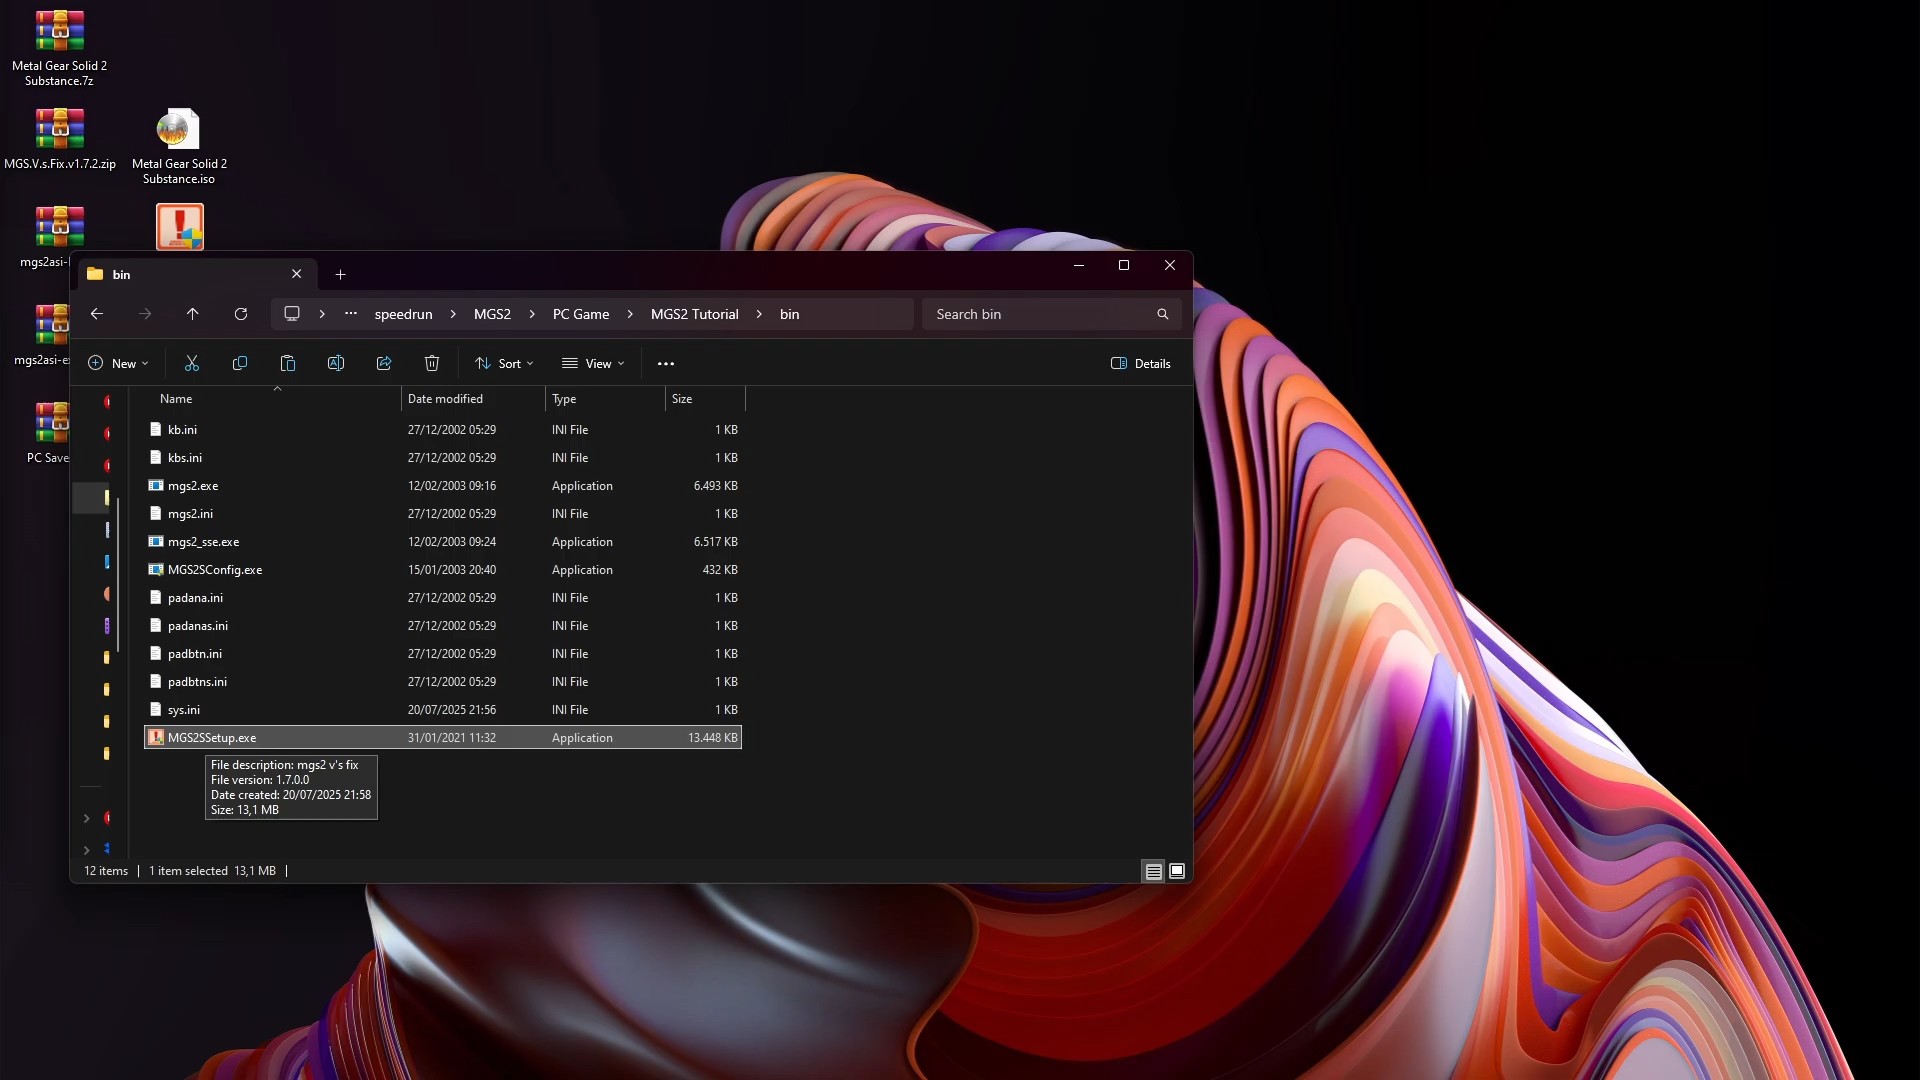 Metal Gear Solid 2
Substance.7z
MGS.V.s.Fix.v1.7.2.zip
Metal Gear Solid 2
Substance.iso
mgs2asi-
mgs2asi-ex
PC Save
bin
speedrun
MGS2
PC Game
MGS2 Tutorial
bin
Search bin
New
Sort
View
Details
Name Date modified Type Size
kb.ini 27/12/2002 05:29 INI File 1 KB
kbs.ini 27/12/2002 05:29 INI File 1 KB
mgs2.exe 12/02/2003 09:16 Application 6.493 KB
mgs2.ini 27/12/2002 05:29 INI File 1 KB
mgs2_sse.exe 12/02/2003 09:24 Application 6.517 KB
MGS2SConfig.exe 15/01/2003 20:40 Application 432 KB
padana.ini 27/12/2002 05:29 INI File 1 KB
padanas.ini 27/12/2002 05:29 INI File 1 KB
padbtn.ini 27/12/2002 05:29 INI File 1 KB
padbtns.ini 27/12/2002 05:29 INI File 1 KB
sys.ini 20/07/2025 21:56 INI File 1 KB
MGS2SSetup.exe 31/01/2021 11:32 Application 13.448 KB
File description: mgs2 v's fix
File version: 1.7.0.0
Date created: 20/07/2025 21:58
Size: 13,1 MB
12 items 1 item selected 13,1 MB